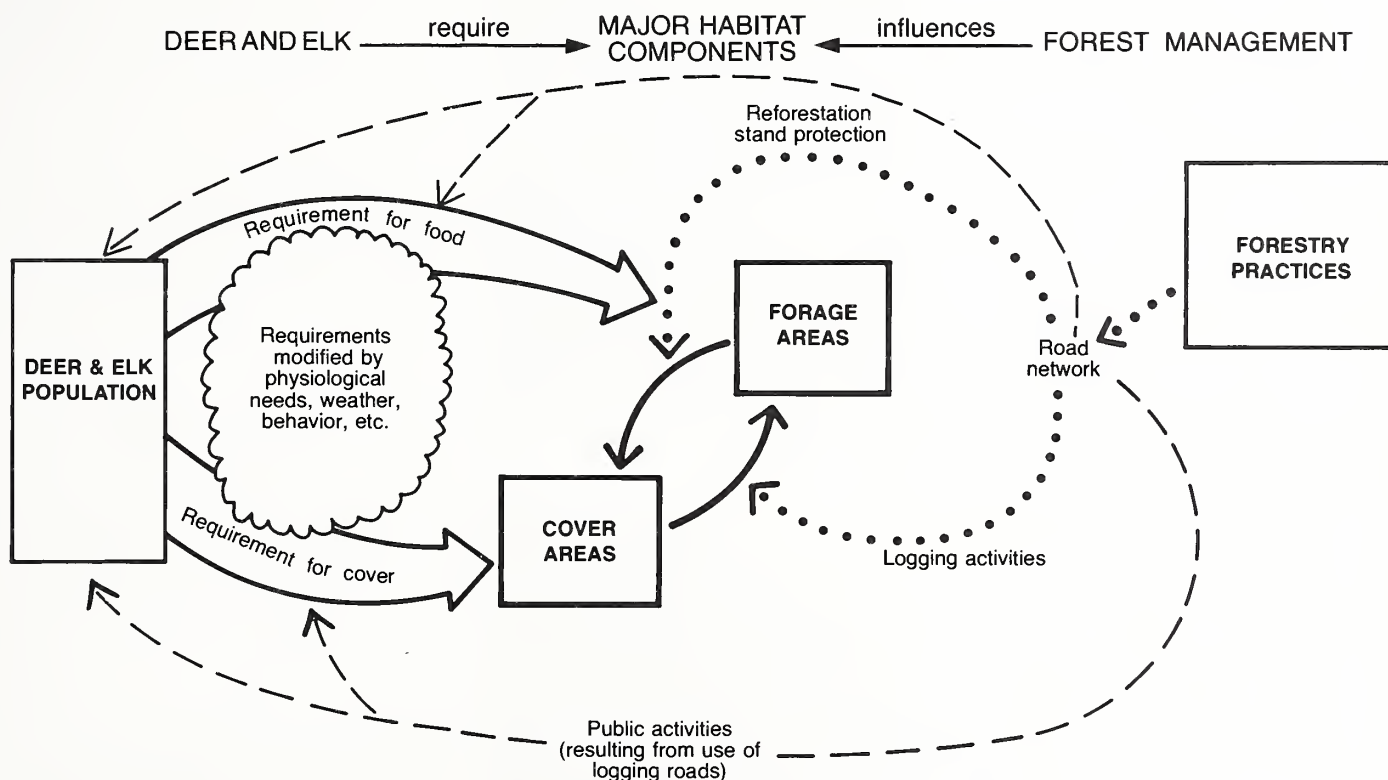 DEER AND ELK
require
MAJOR HABITAT
COMPONENTS
influences
FOREST MANAGEMENT
Reforestation
stand protection
Requirement for food
FORESTRY
PRACTICES
FORAGE
AREAS
Requirements
modified by
physiological
needs, weather,
behavior, etc.
DEER & ELK
POPULATION
Road
network
COVER
AREAS
Requirement for cover
Logging activities
Public activities
(resulting from use of
logging roads)